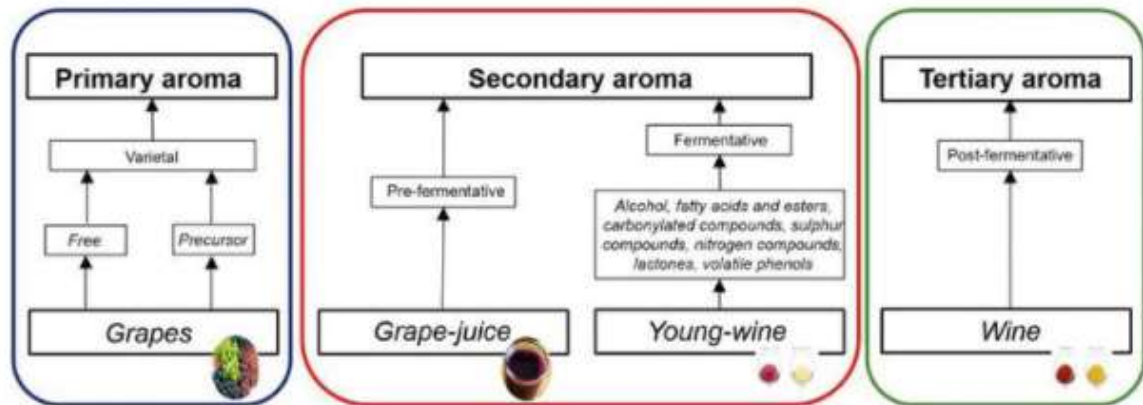 Primary aroma
Varietal
Free
Precursor
Grapes
Secondary aroma
Pre-fermentative
Grape-juice
Fermentative
Alcohol, fatty acids and esters,
carbonylated compounds, sulphur
compounds, nitrogen compounds,
lactones, volatile phenols
Young-wine
Tertiary aroma
Post-fermentative
Wine